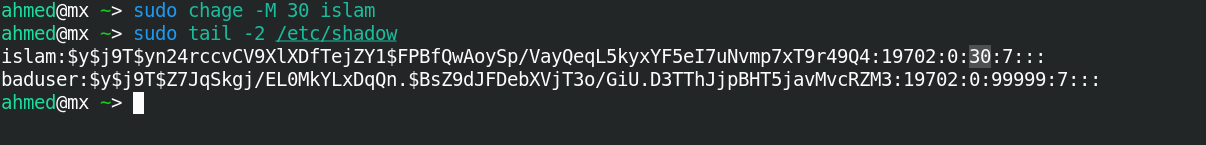 ahmed@mx ~> sudo chage -M 30 islam
ahmed@mx ~> sudo tail -2 /etc/shadow
islam:$y$j9T$yn24rccvCV9XlXDfTejZY1$FPBfQwAoySp/VayQeqL5kyxYF5eI7uNvmp7xT9r49Q4:19702:0:30:7:::
baduser:$y$j9T$Z7JqSkgj/EL0MkYLxDqQn.$BsZ9dJFDebXVjT3o/GiU.D3TThJjpBHT5javMvcRZM3:19702:0:99999:7:::
ahmed@mx ~>